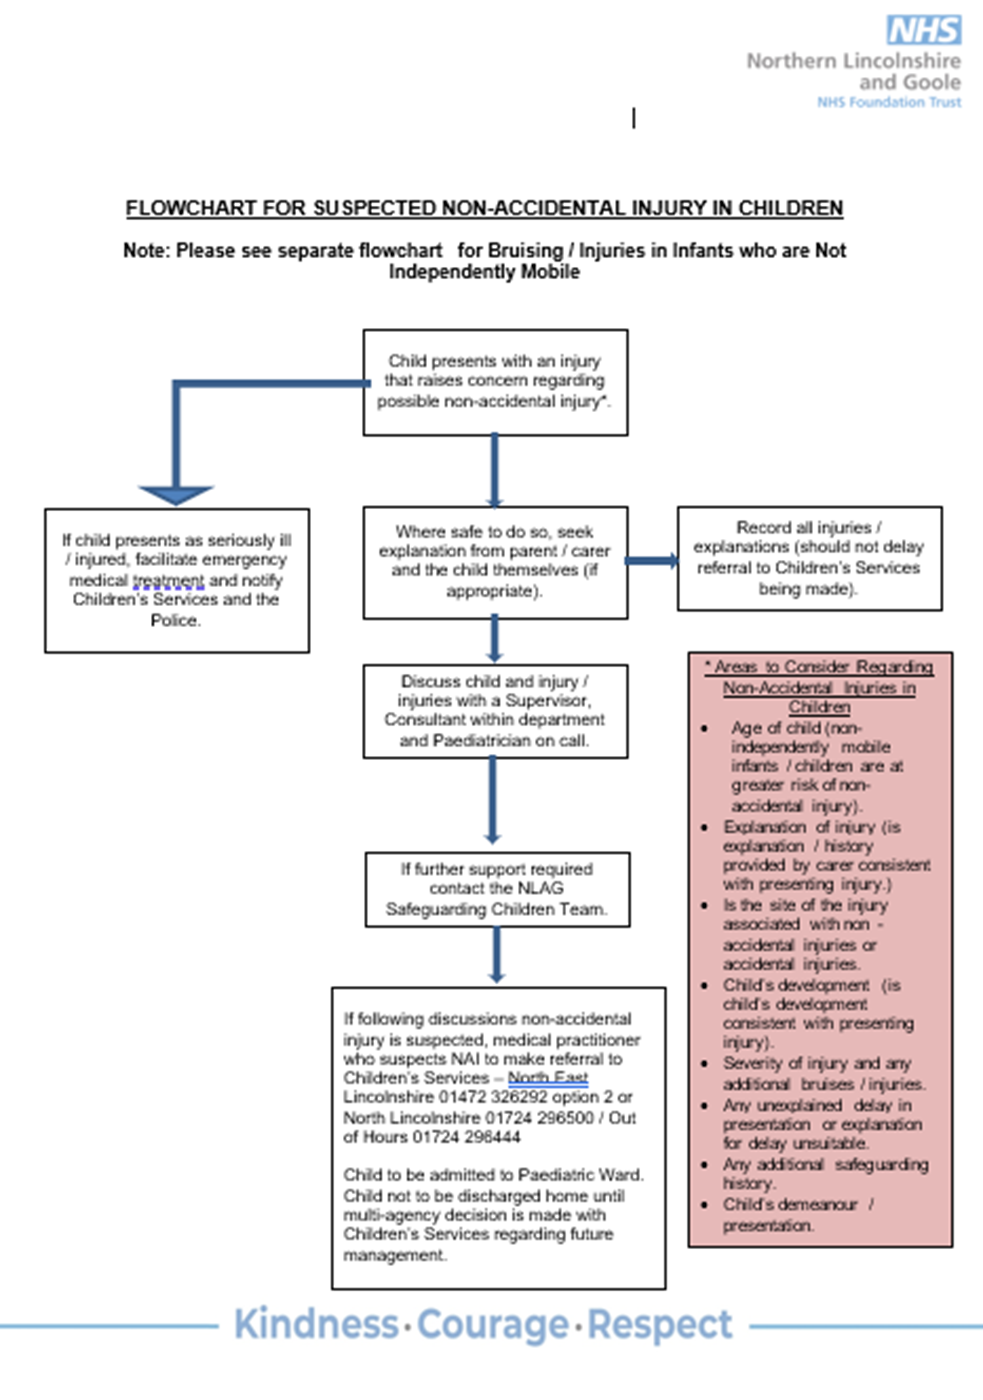 NHS
Northern Lincolnshire
and Goole
NHS Foundation Trust
FLOWCHART FOR SUSPECTED NON-ACCIDENTAL INJURY IN CHILDREN
Note: Please see separate flowchart for Bruising / Injuries in Infants who are Not
Independently Mobile
Child presents with an injury
that raises concern regarding
possible non-accidental injury*.
If child presents as seriously ill
/ injured, facilitate emergency
medical treatment and notify
Children's Services and the
Police.
Where safe to do so, seek
explanation from parent / carer
and the child themselves (if
appropriate).
Record all injuries /
explanations (should not delay
referral to Children's Services
being made).
Discuss child and injury /
injuries with a Supervisor,
Consultant within department
and Paediatrician on call.
If further support required
contact the NLAG
Safeguarding Children Team.
If following discussions non-accidental
injury is suspected, medical practitioner
who suspects NAI to make referral to
Children's Services – North East
Lincolnshire 01472 326292 option 2 or
North Lincolnshire 01724 296500 / Out
of Hours 01724 296444
Child to be admitted to Paediatric Ward.
Child not to be discharged home until
multi-agency decision is made with
Children's Services regarding future
management.
* Areas to Consider Regarding
Non-Accidental Injuries in
Children
• Age of child (non-
independently mobile
infants / children are at
greater risk of non-
accidental injury).
• Explanation of injury (is
explanation / history
provided by carer consistent
with presenting injury.)
• Is the site of the injury
associated with non -
accidental injuries or
accidental injuries.
• Child's development (is
child's development
consistent with presenting
injury).
• Severity of injury and any
additional bruises / injuries.
• Any unexplained delay in
presentation or explanation
for delay unsuitable.
• Any additional safeguarding
history.
• Child's demeanour /
presentation.
Kindness · Courage · Respect